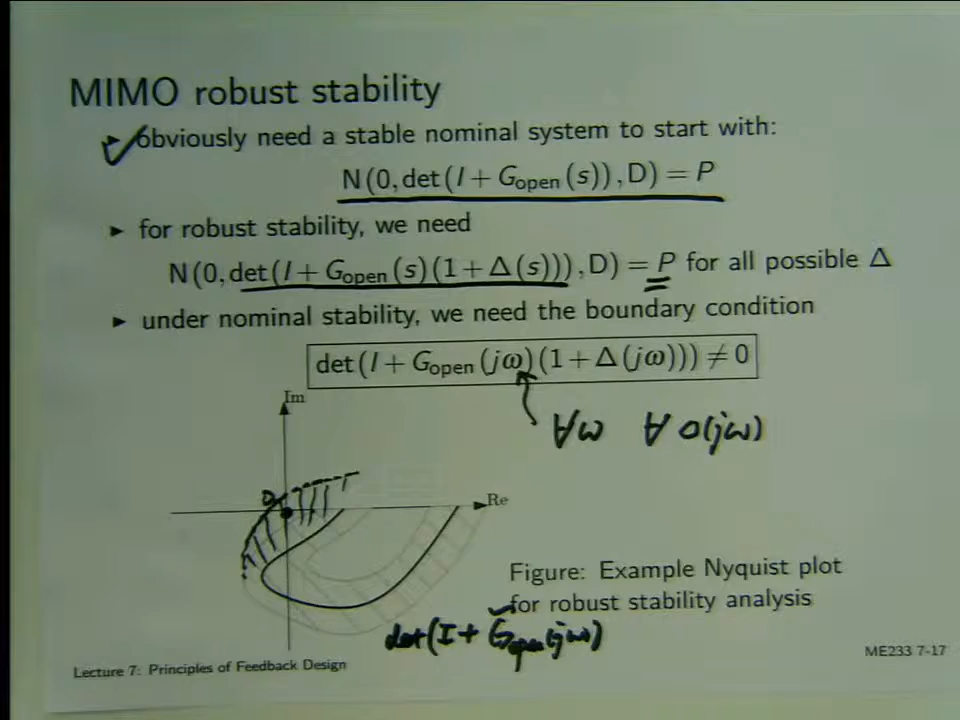 MIMO robust stability
▶ obviously need a stable nominal system to start with:
N(0, det(I + G_open(s)), D) = P
▶ for robust stability, we need
N(0, det(I + G_open(s)(1 + Δ(s))), D) = P for all possible Δ
▶ under nominal stability, we need the boundary condition
det(I + G_open(jω)(1 + Δ(jω))) ≠ 0
Im
∀ω ∀ Δ(jω)
0
Re
Figure: Example Nyquist plot
for robust stability analysis
det(I + G_open(jω)
Lecture 7: Principles of Feedback Design
ME233 7-17